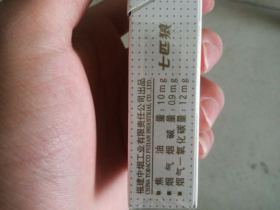 七匹狼
焦油量:10mg
烟气烟碱量:0.9mg
烟气一氧化碳量:12mg
福建中烟工业有限责任公司出品
CHINA TOBACCO FUJIAN INDUSTRIAL CO., LTD.